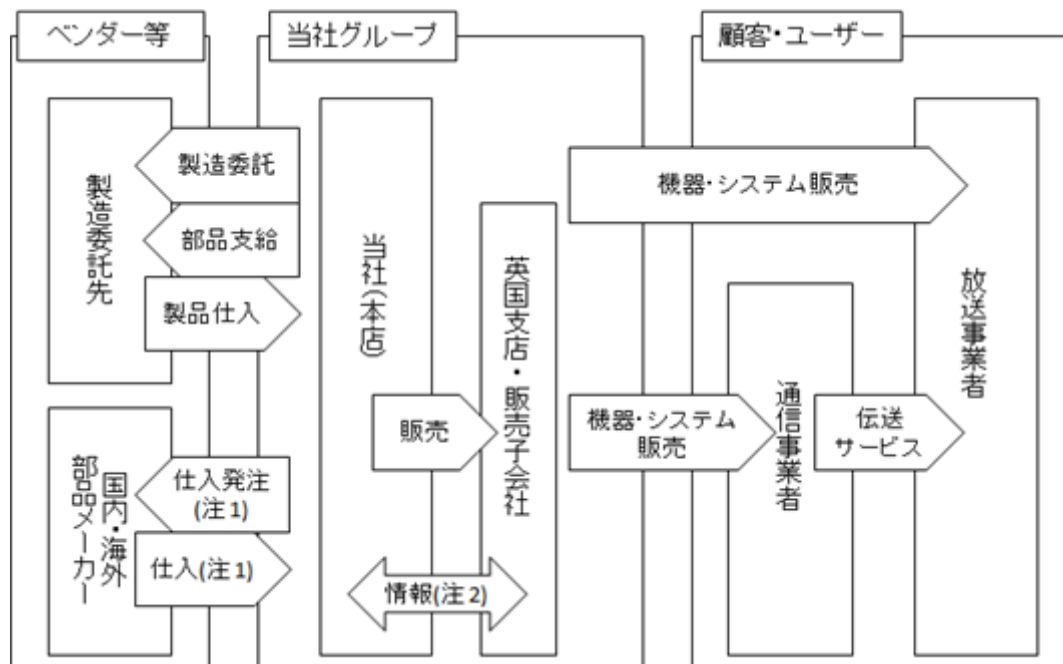 ベンダー等
当社グループ
顧客・ユーザー
製造委託先
製造委託
部品支給
製品仕入
国内・海外
部品メーカー
仕入発注
(注1)
仕入(注1)
当社(本店)
販売
情報(注2)
英国支店・販売子会社
機器・システム販売
機器・システム
販売
通信事業者
伝送
サービス
放送事業者